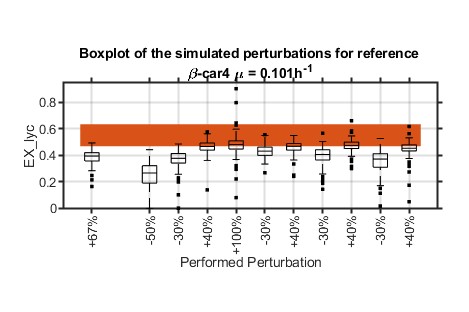 Boxplot of the simulated perturbations for reference
β-car4 μ = 0.101h⁻¹
0.8
0.6
0.4
0.2
0
EX_lyc
+67% -50% -30% +40% +100% -30% +40% -30% +40% -30% +40%
Performed Perturbation